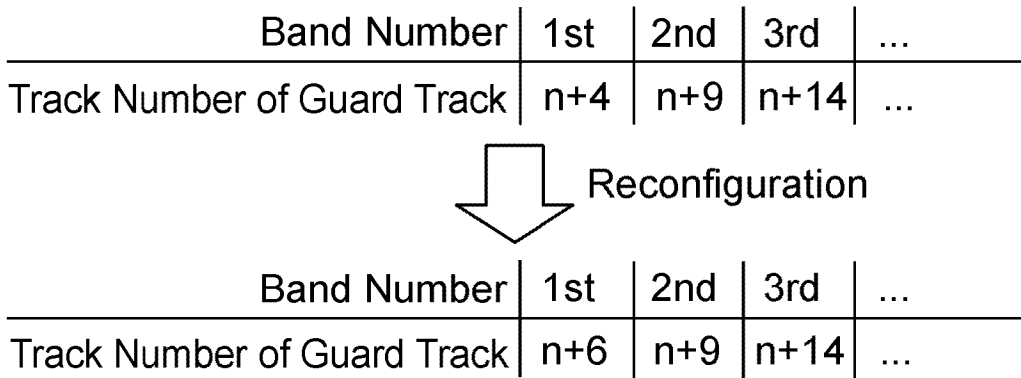 Band Number 1st 2nd 3rd ...
Track Number of Guard Track n+4 n+9 n+14 ...
Reconfiguration
Band Number 1st 2nd 3rd ...
Track Number of Guard Track n+6 n+9 n+14 ...